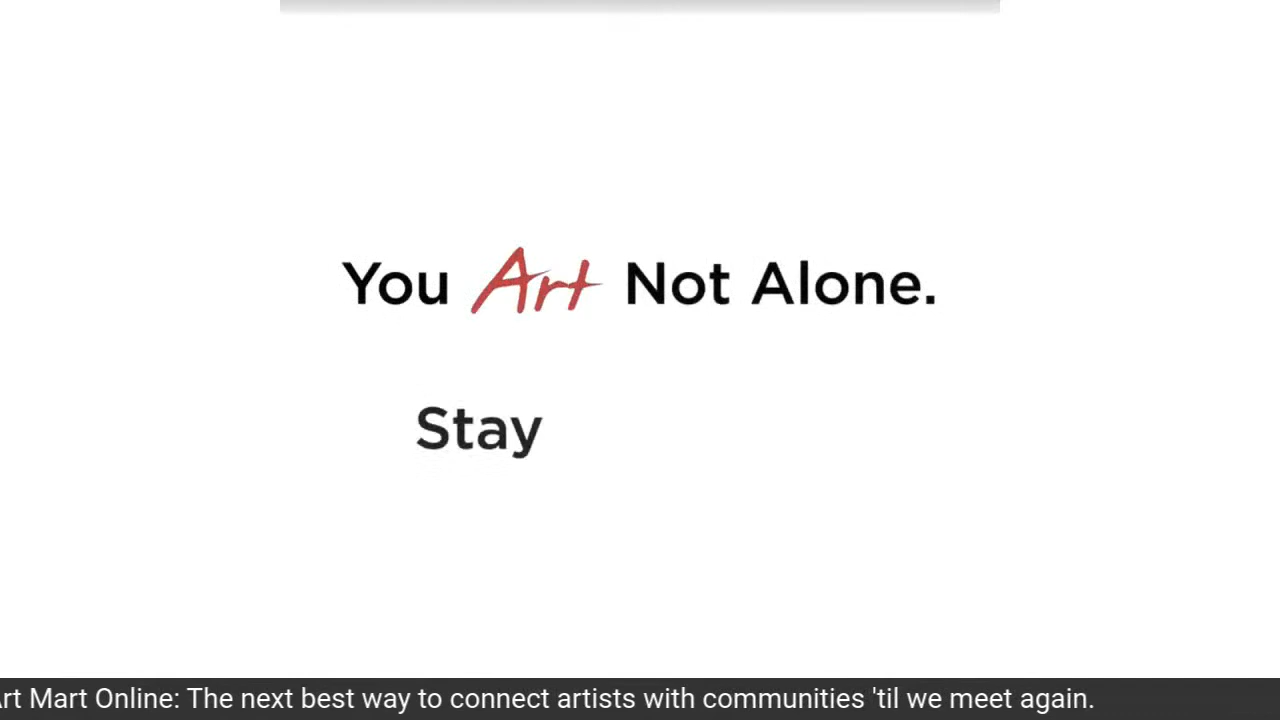 You Art Not Alone.
Stay
rt Mart Online: The next best way to connect artists with communities 'til we meet again.